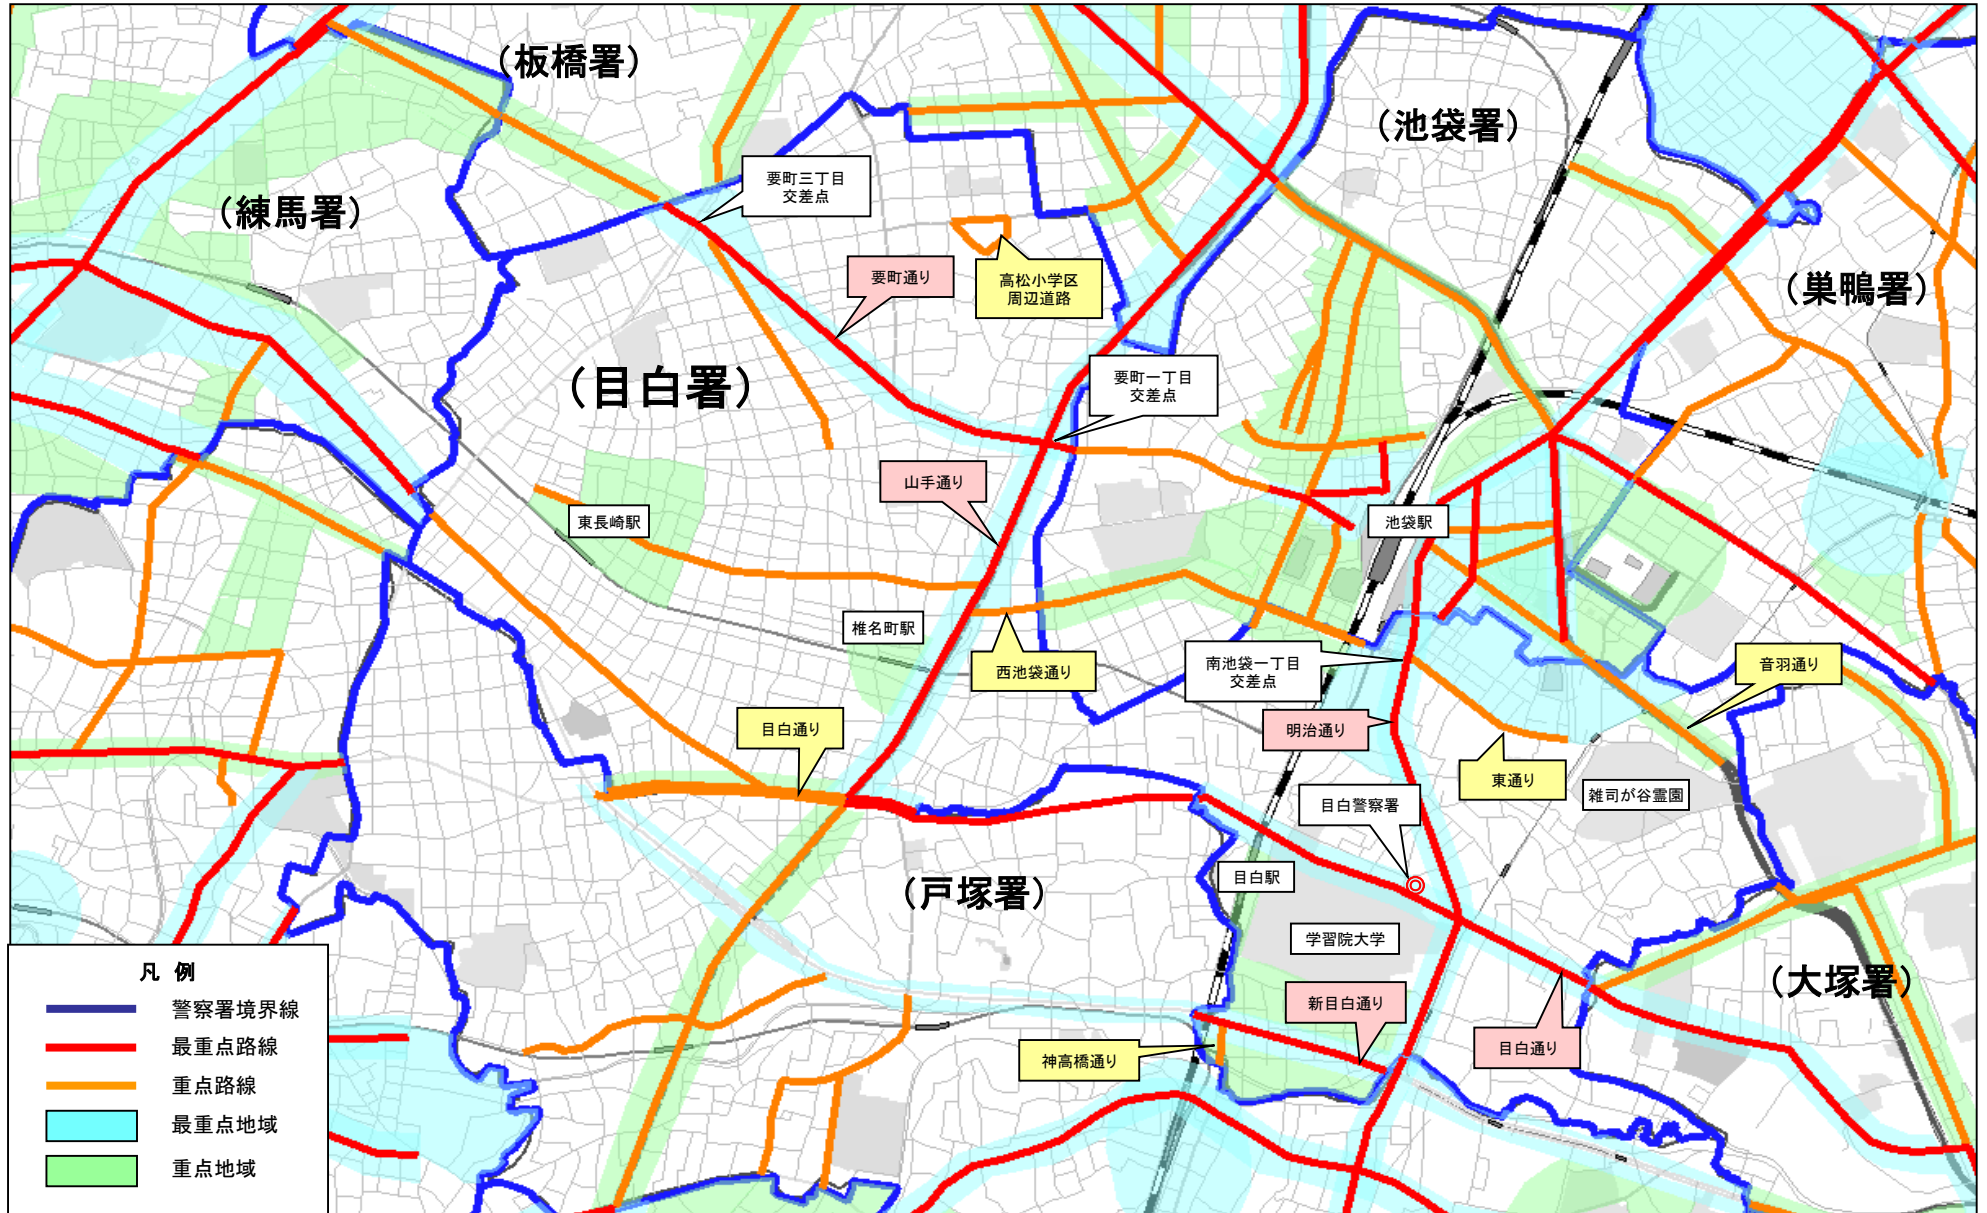 （板橋署）
（池袋署）
要町三丁目
交差点
（練馬署）
要町通り
高松小学区
周辺道路
（巣鴨署）
（目白署）
要町一丁目
交差点
山手通り
東長崎駅
池袋駅
椎名町駅
西池袋通り
南池袋一丁目
交差点
音羽通り
目白通り
明治通り
東通り
雑司が谷霊園
目白警察署
目白駅
（戸塚署）
学習院大学
（大塚署）
新目白通り
目白通り
神高橋通り
凡 例
警察署境界線
最重点路線
重点路線
最重点地域
重点地域